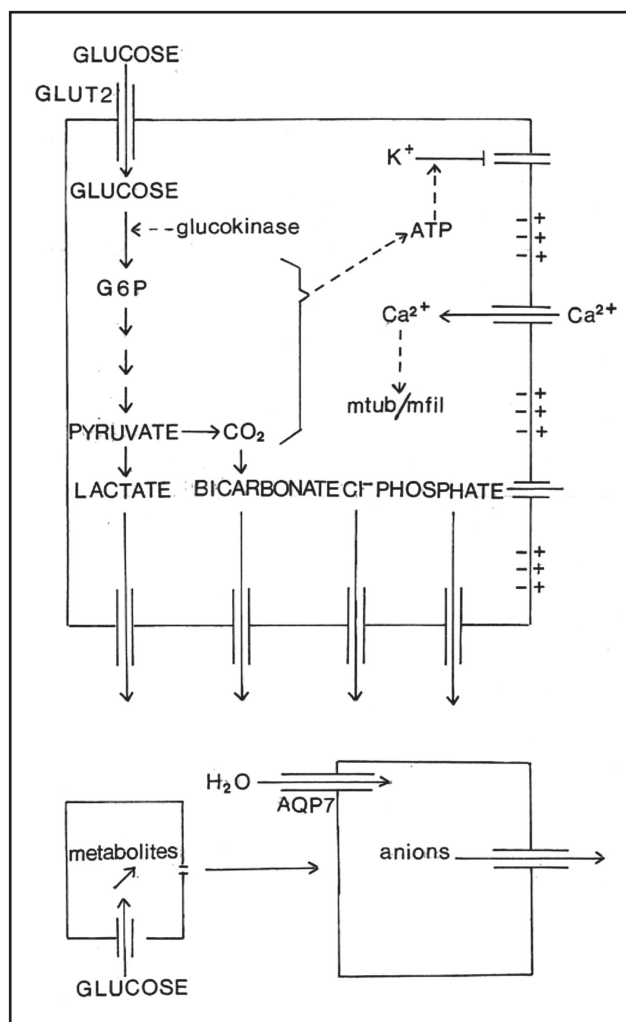 GLUCOSE
GLUT2
K⁺
GLUCOSE
glucokinase
ATP
G6P
Ca²⁺
Ca²⁺
mtub/mfil
PYRUVATE
CO₂
LACTATE
BICARBONATE
Cl⁻
PHOSPHATE
− +
− +
− +
− +
− +
− +
− +
− +
− +
H₂O
AQP7
metabolites
anions
GLUCOSE